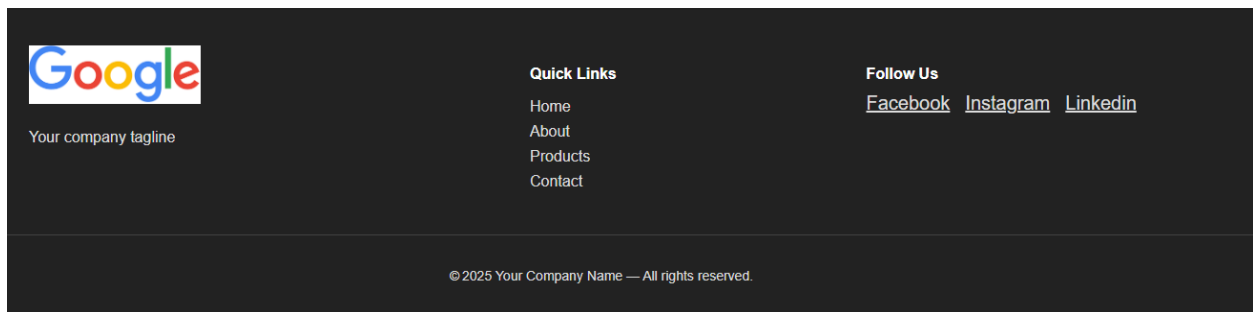 Google
Your company tagline
Quick Links
Home
About
Products
Contact
Follow Us
Facebook Instagram Linkedin
© 2025 Your Company Name — All rights reserved.